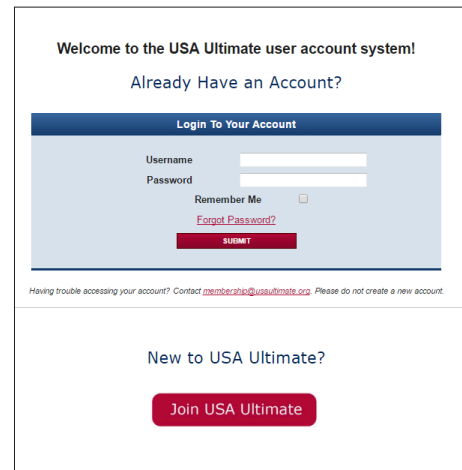 Welcome to the USA Ultimate user account system!
Already Have an Account?
Login To Your Account
Username
Password
Remember Me
Forgot Password?
SUBMIT
Having trouble accessing your account? Contact membership@usaultimate.org. Please do not create a new account.
New to USA Ultimate?
Join USA Ultimate